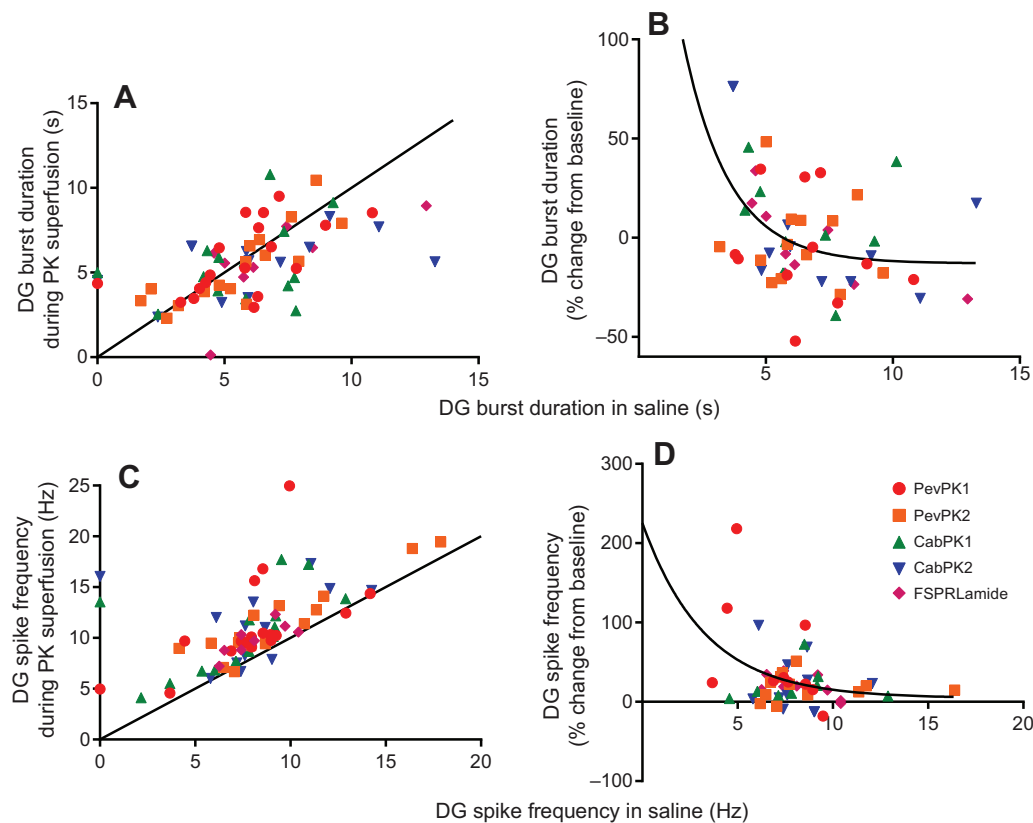 A
DG burst duration
during PK superfusion (s)
15
10
5
0
0
5
10
15
B
DG burst duration
(% change from baseline)
100
50
0
–50
5
10
15
DG burst duration in saline (s)
C
DG spike frequency
during PK superfusion (Hz)
25
20
15
10
5
0
0
5
10
15
20
D
DG spike frequency
(% change from baseline)
300
200
100
0
–100
5
10
15
20
PevPK1
PevPK2
CabPK1
CabPK2
FSPRLamide
DG spike frequency in saline (Hz)